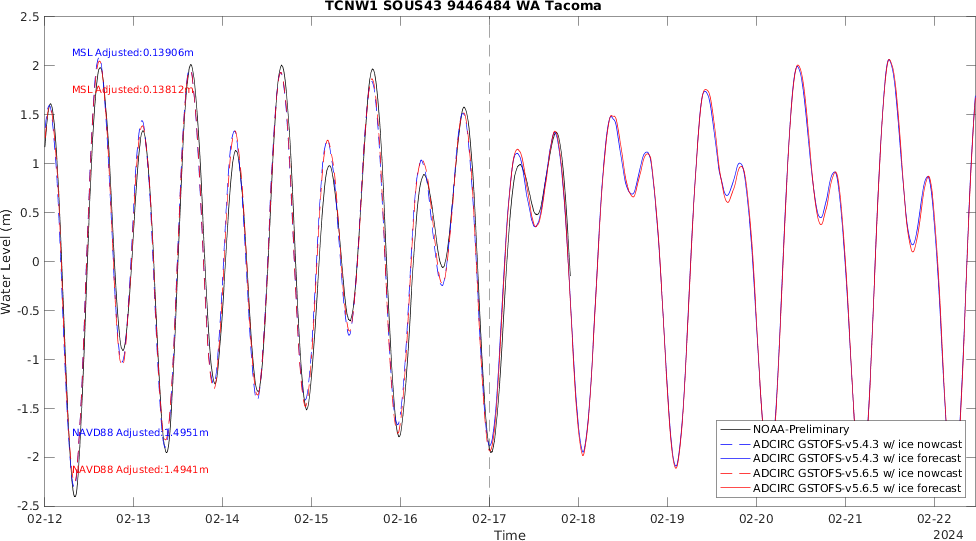 TCNW1 SOUS43 9446484 WA Tacoma
2.5
2
1.5
1
0.5
0
-0.5
-1
-1.5
-2
-2.5
Water Level (m)
MSL Adjusted:0.13906m
MSL Adjusted:0.13812m
NAVD88 Adjusted:1.4951m
NAVD88 Adjusted:1.4941m
NOAA-Preliminary
ADCIRC GSTOFS-v5.4.3 w/ ice nowcast
ADCIRC GSTOFS-v5.4.3 w/ ice forecast
ADCIRC GSTOFS-v5.6.5 w/ ice nowcast
ADCIRC GSTOFS-v5.6.5 w/ ice forecast
02-12 02-13 02-14 02-15 02-16 02-17 02-18 02-19 02-20 02-21 02-22
Time 2024